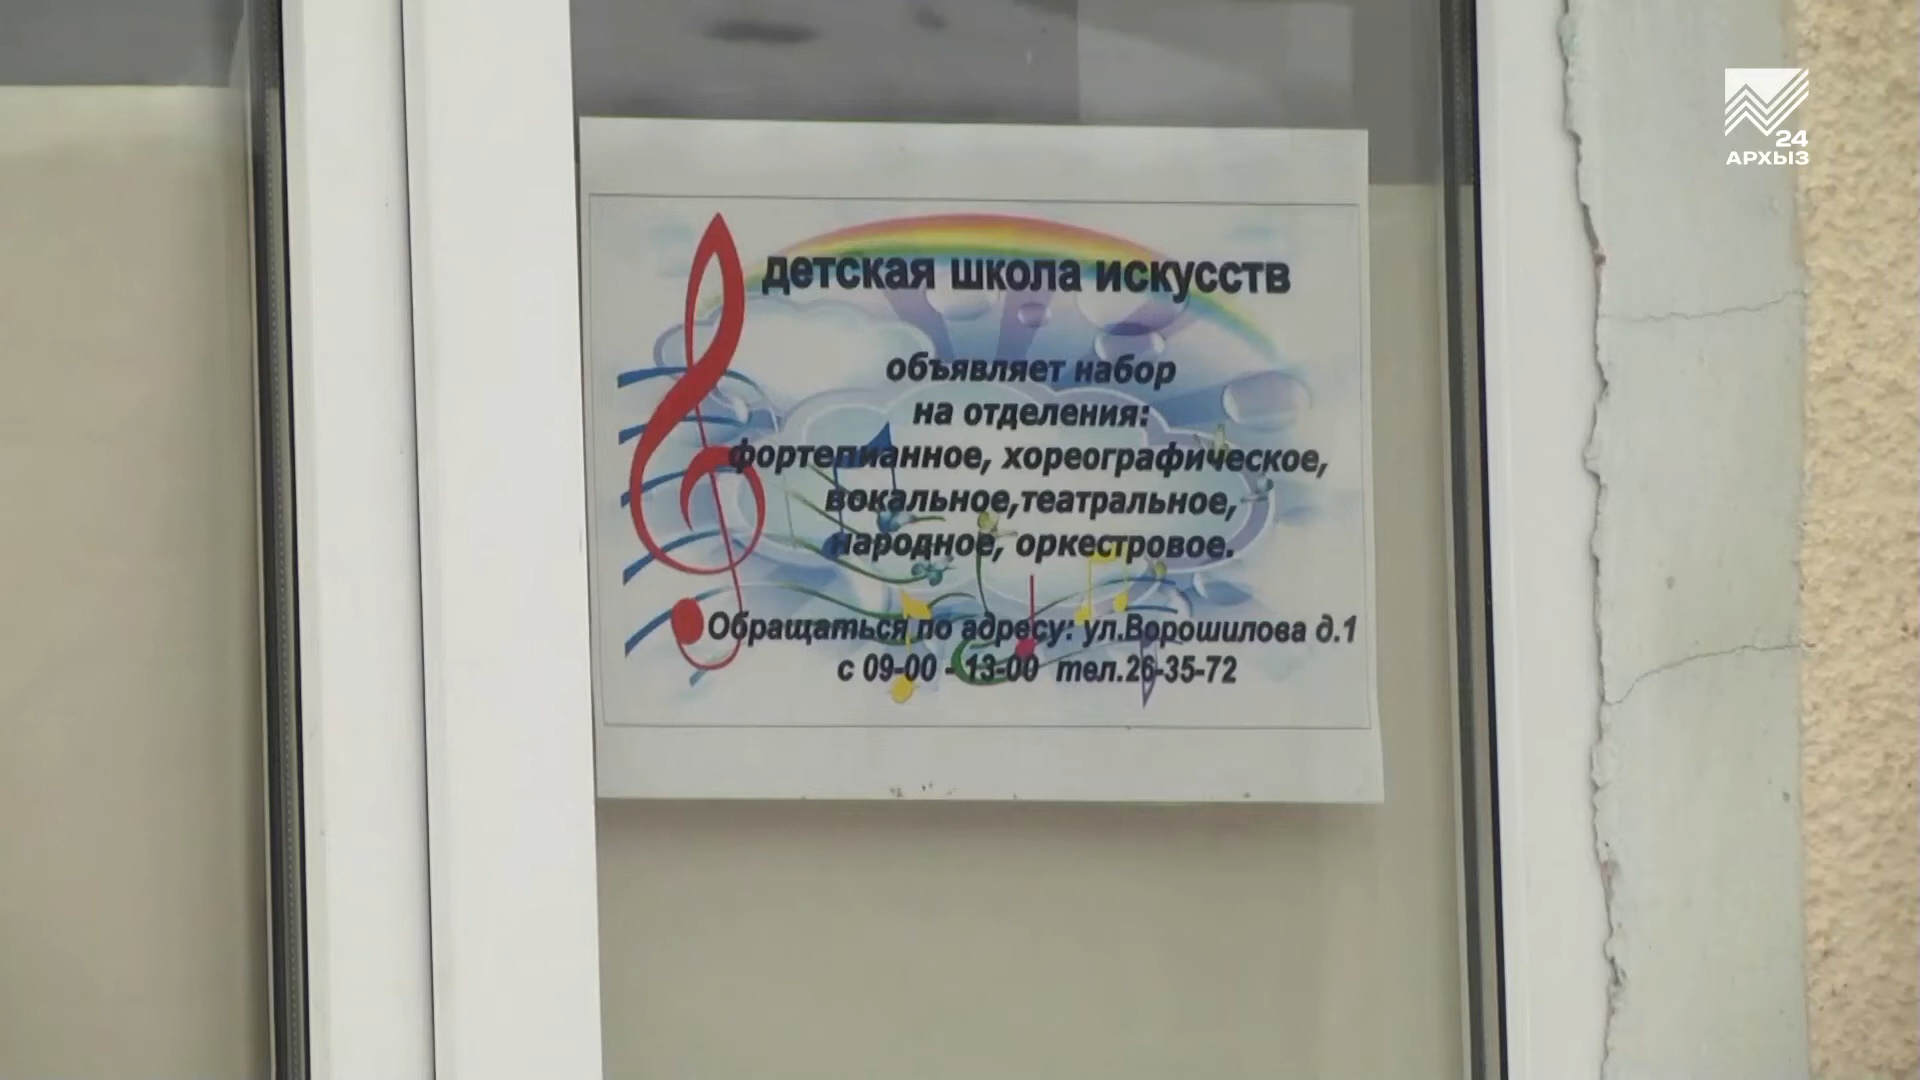 24
АРХЫЗ
детская школа искусств
объявляет набор
на отделения:
фортепианное, хореографическое,
вокальное,театральное,
народное, оркестровое.
Обращаться по адресу: ул.Ворошилова д.1
с 09-00 - 13-00 тел.26-35-72